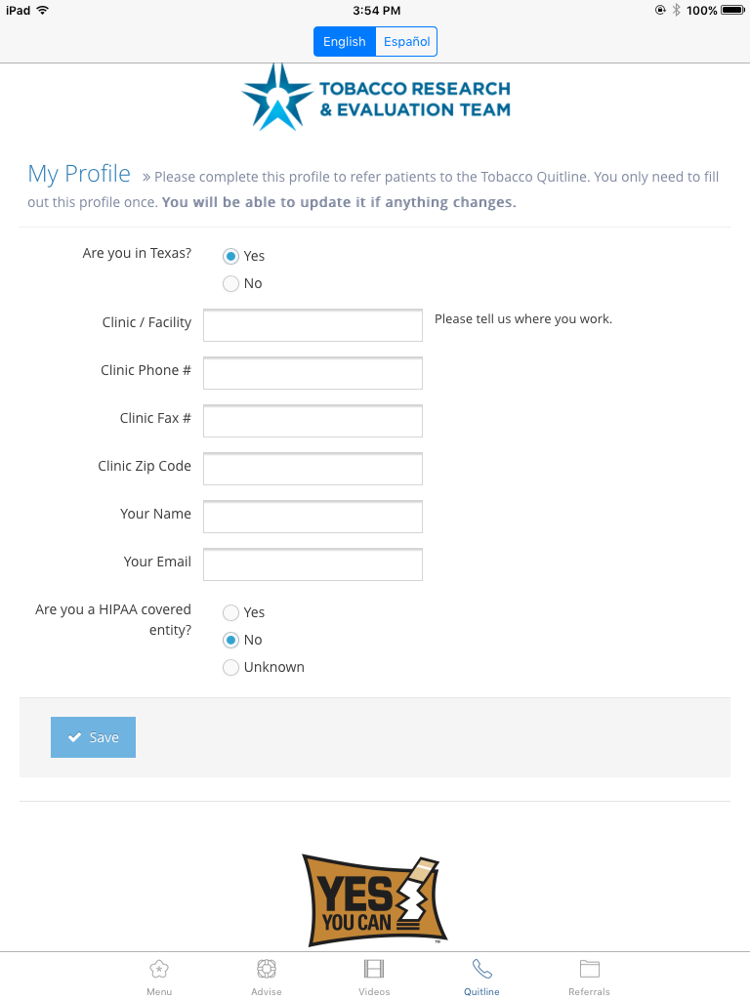 iPad 3:54 PM 100%
English Español
TOBACCO RESEARCH
& EVALUATION TEAM
My Profile » Please complete this profile to refer patients to the Tobacco Quitline. You only need to fill
out this profile once. You will be able to update it if anything changes.
Are you in Texas? Yes
No
Clinic / Facility Please tell us where you work.
Clinic Phone #
Clinic Fax #
Clinic Zip Code
Your Name
Your Email
Are you a HIPAA covered
entity?
Yes
No
Unknown
Save
YES
YOU CAN
TM
Menu Advise Videos Quitline Referrals